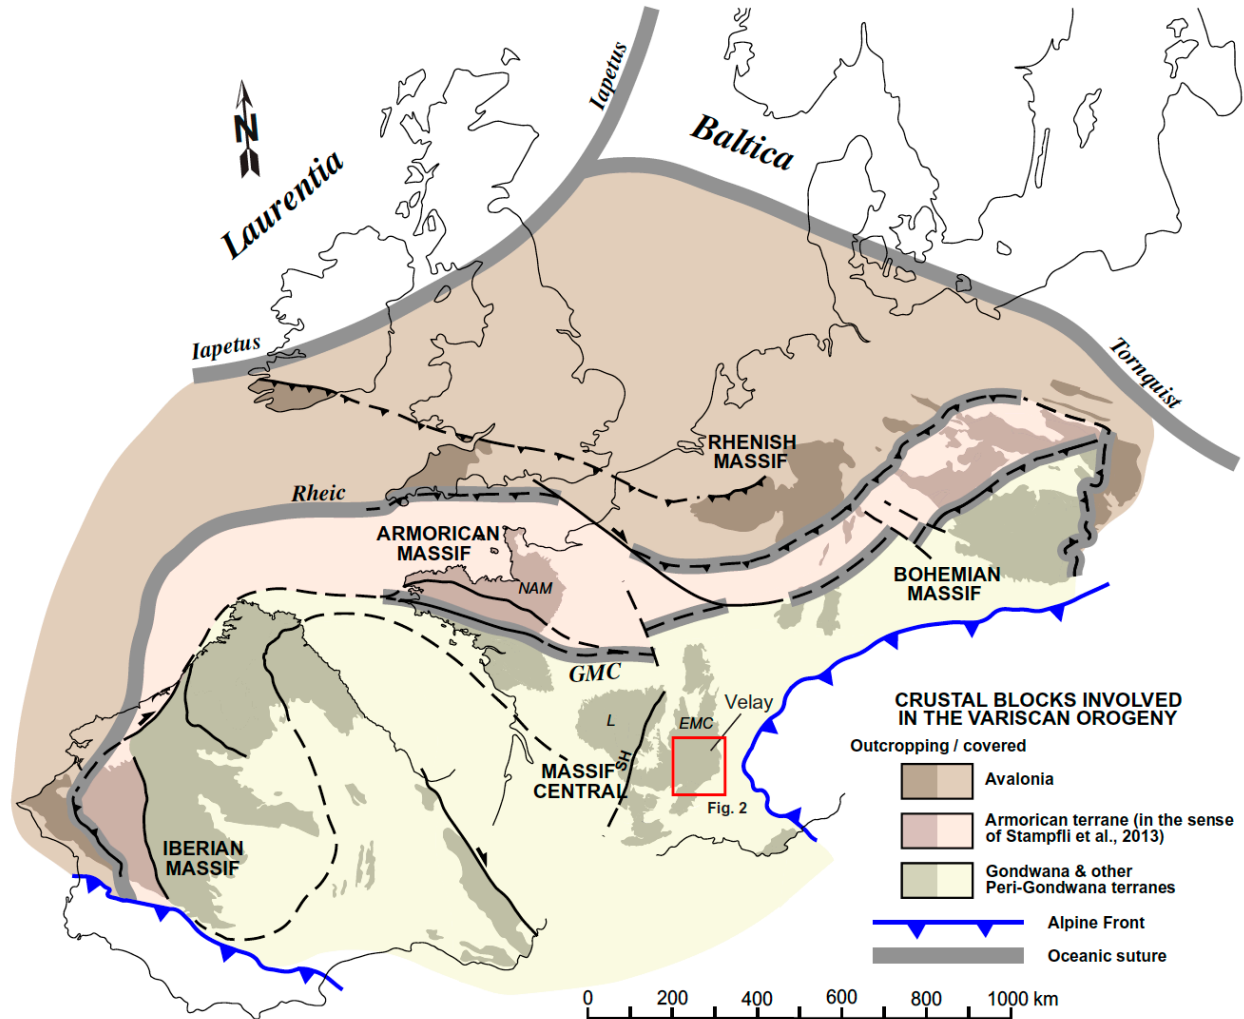 Iapetus
Baltica
N
Laurentia
Iapetus
Tornquist
RHENISH
MASSIF
Rheic
ARMORICAN
MASSIF
NAM
BOHEMIAN
MASSIF
GMC
L
EMC
Velay
SH
MASSIF
CENTRAL
Fig. 2
IBERIAN
MASSIF
CRUSTAL BLOCKS INVOLVED
IN THE VARISCAN OROGENY
Outcropping / covered
Avalonia
Armorican terrane (in the sense
of Stampfli et al., 2013)
Gondwana & other
Peri-Gondwana terranes
Alpine Front
Oceanic suture
0 200 400 600 800 1000 km